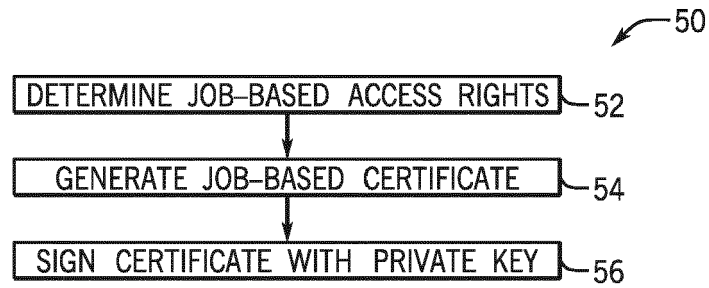 50
DETERMINE JOB-BASED ACCESS RIGHTS 52
GENERATE JOB-BASED CERTIFICATE 54
SIGN CERTIFICATE WITH PRIVATE KEY 56